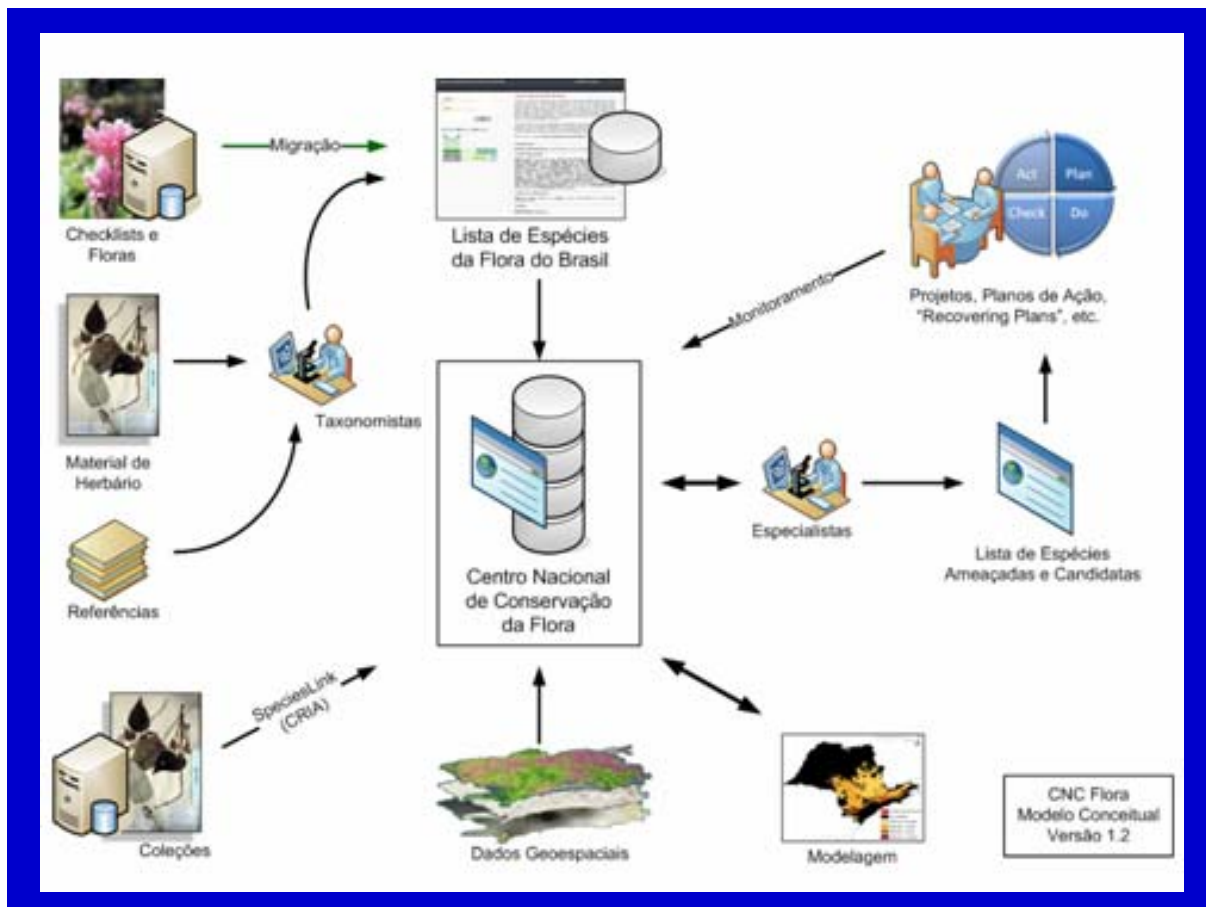 Checklists e
Floras
Migração
Lista de Espécies
da Flora do Brasil
Act
Plan
Check
Do
Projetos, Planos de Ação,
"Recovering Plans", etc.
Monitoramento
Material de
Herbário
Taxonomistas
Referências
Centro Nacional
de Conservação
da Flora
Especialistas
Lista de Espécies
Ameaçadas e Candidatas
SpeciesLink
(CRIA)
Coleções
Dados Geoespaciais
Modelagem
CNC Flora
Modelo Conceitual
Versão 1.2